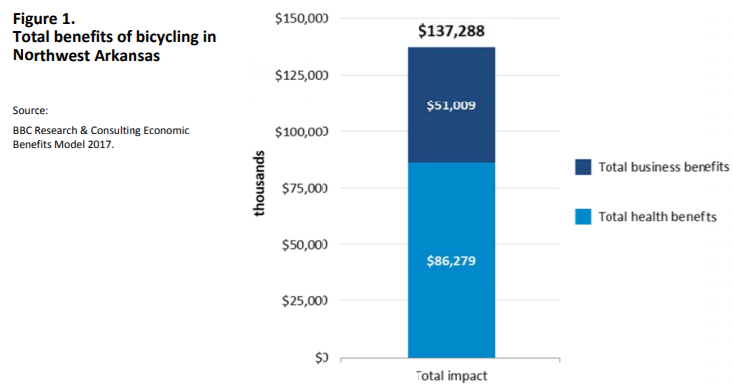 Figure 1.
Total benefits of bicycling in
Northwest Arkansas
Source:
BBC Research & Consulting Economic
Benefits Model 2017.
thousands
$150,000
$125,000
$100,000
$75,000
$50,000
$25,000
$0
$137,288
$51,009
$86,279
Total impact
Total business benefits
Total health benefts